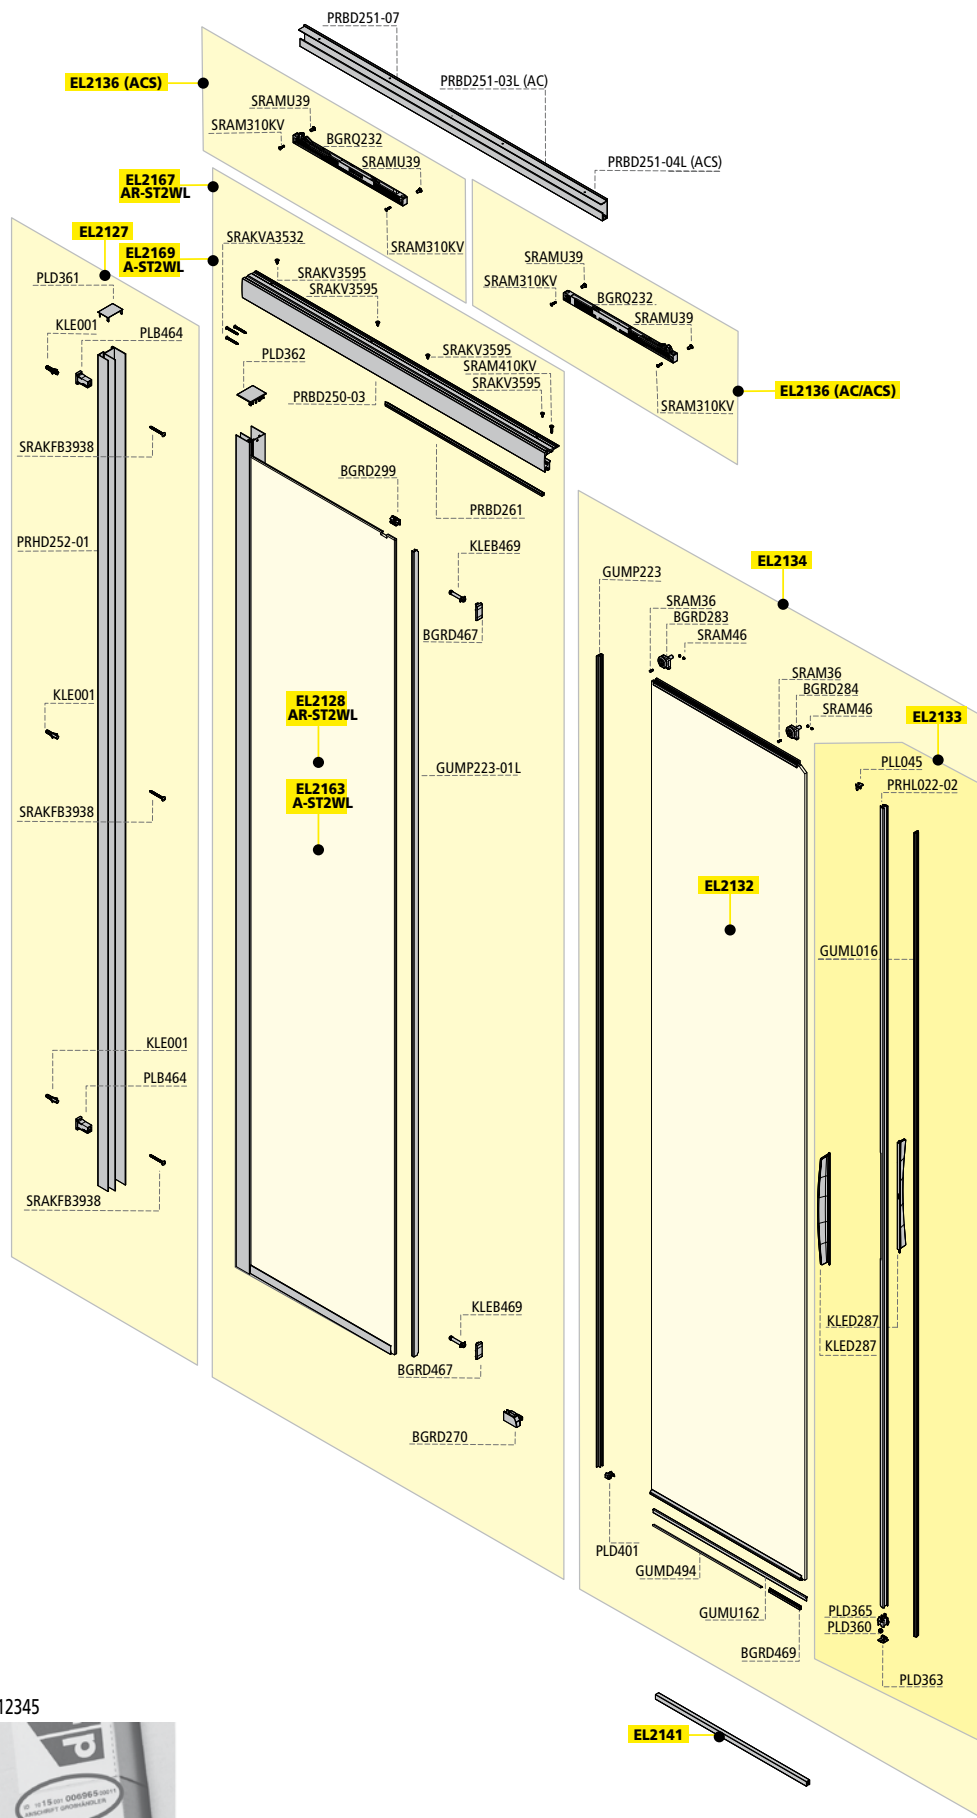 PRBD251-07
EL2136 (ACS)
PRBD251-03L (AC)
SRAMU39
SRAM310KV
BGRQ232
SRAMU39
PRBD251-04L (ACS)
EL2167
AR-ST2WL
EL2127
SRAKVA3532
SRAM310KV
EL2169
A-ST2WL
SRAMU39
PLD361
SRAKV3595
SRAM310KV
SRAKV3595
BGRQ232
SRAMU39
KLE001
PLB464
SRAKV3595
PLD362
SRAM410KV
SRAKV3595
PRBD250-03
EL2136 (AC/ACS)
SRAM310KV
SRAKFB3938
BGRD299
PRBD261
PRHD252-01
KLEB469
EL2134
GUMP223
SRAM36
BGRD283
BGRD467
SRAM46
SRAM36
KLE001
BGRD284
EL2128
AR-ST2WL
SRAM46
EL2133
PLL045
GUMP223-01L
EL2163
A-ST2WL
PRHL022-02
SRAKFB3938
EL2132
GUML016
KLE001
PLB464
SRAKFB3938
KLEB469
KLED287
KLED287
BGRD467
BGRD270
PLD401
GUMD494
GUMU162
PLD365
PLD360
BGRD469
PLD363
12345
EL2141
P
006965
ANSCHRIFT GROßHÄNDLER